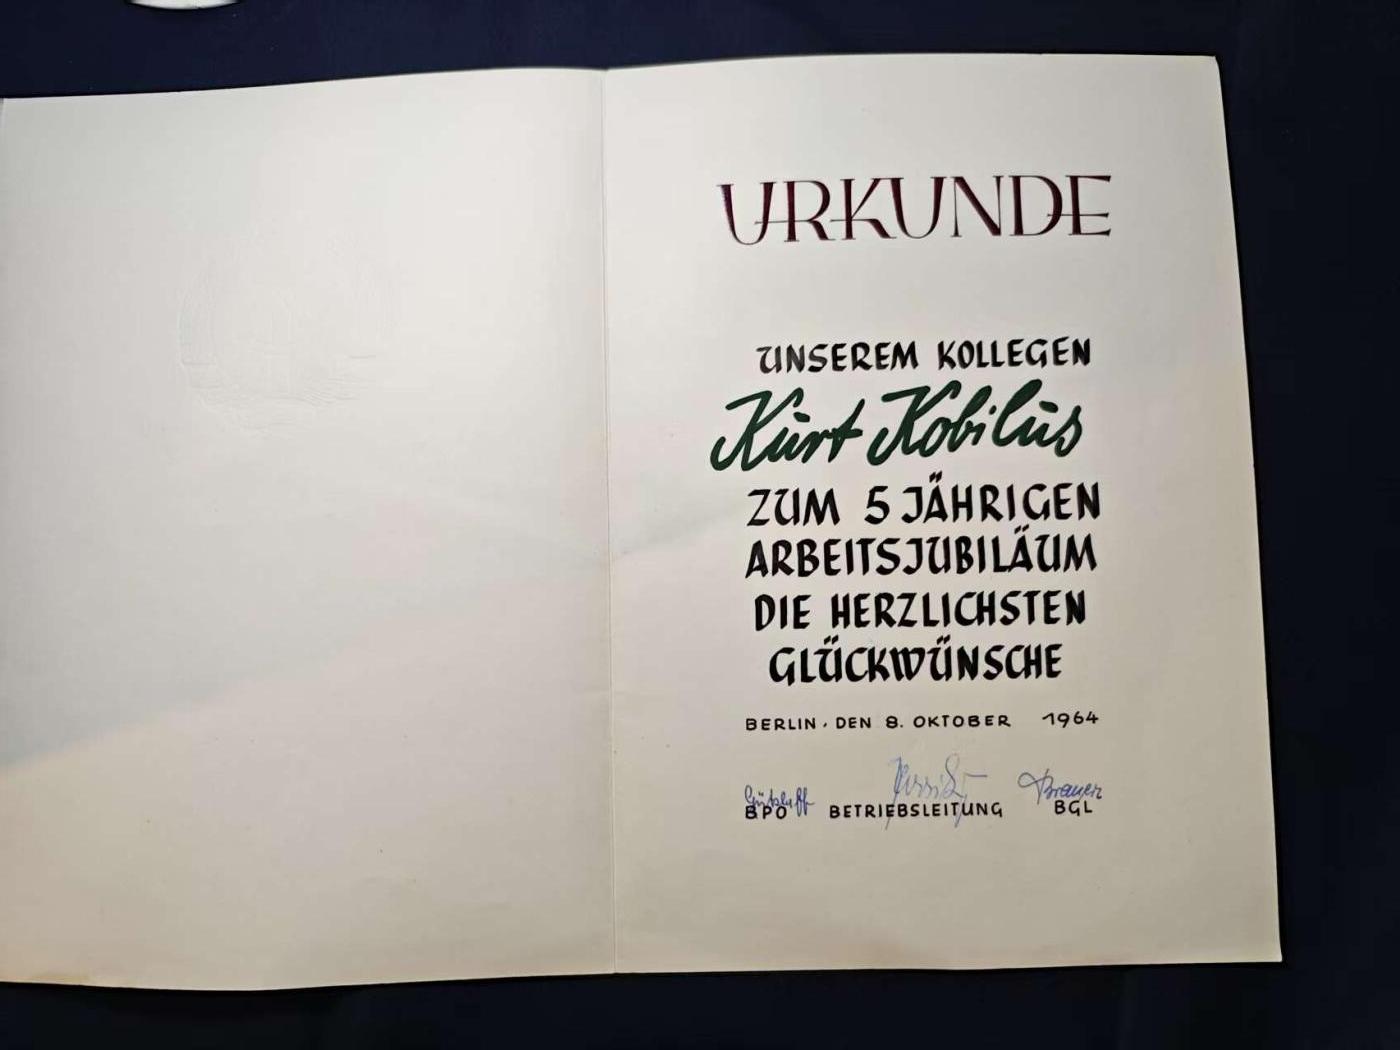 URKUNDE
UNSEREM KOLLEGEN
Kurt Kobilus
ZUM 5 JÄHRIGEN
ARBEITSJUBILÄUM
DIE HERZLICHSTEN
GLÜCKWÜNSCHE
BERLIN, DEN 8. OKTOBER 1964
BPO BETRIEBSLEITUNG BGL